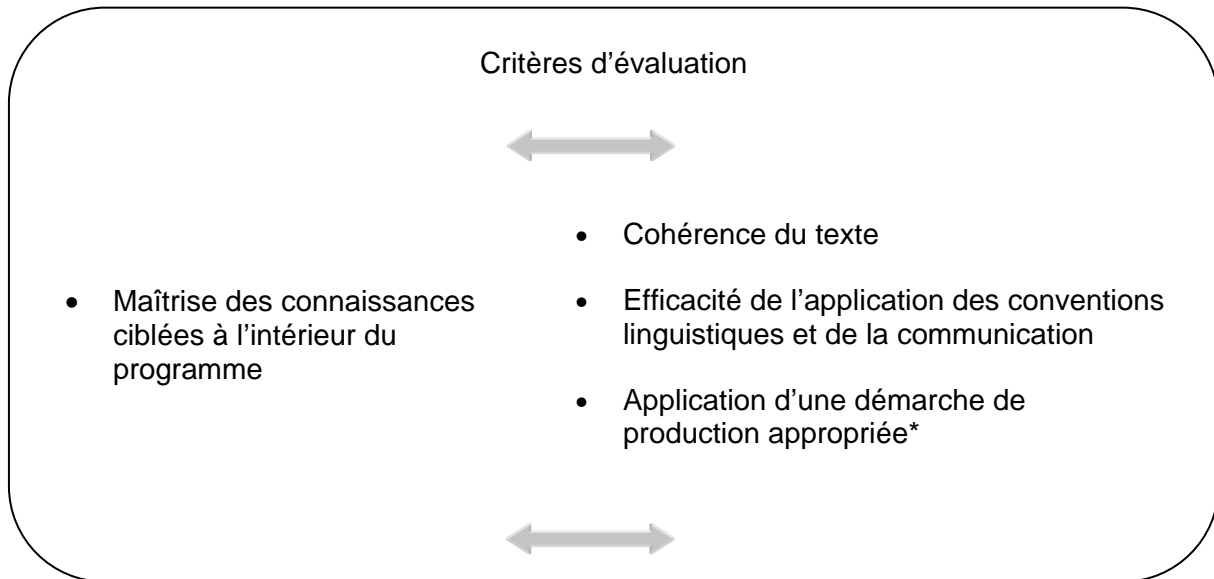 Critères d’évaluation
• Maîtrise des connaissances
ciblées à l’intérieur du
programme
• Cohérence du texte
• Efficacité de l’application des conventions
linguistiques et de la communication
• Application d’une démarche de
production appropriée*